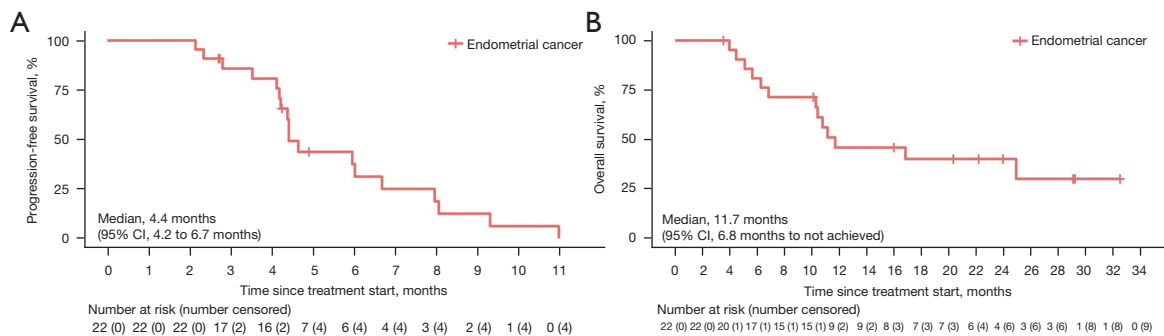 A
B
100
75
50
25
0
Progression-free survival, %
Endometrial cancer
Median, 4.4 months
(95% CI, 4.2 to 6.7 months)
0 1 2 3 4 5 6 7 8 9 10 11
Time since treatment start, months
Number at risk (number censored)
22 (0) 22 (0) 22 (0) 17 (2) 16 (2) 7 (4) 6 (4) 4 (4) 3 (4) 2 (4) 1 (4) 0 (4)
100
75
50
25
0
Overall survival, %
Endometrial cancer
Median, 11.7 months
(95% CI, 6.8 months to not achieved)
0 2 4 6 8 10 12 14 16 18 20 22 24 26 28 30 32 34
Time since treatment start, months
Number at risk (number censored)
22 (0) 22 (0) 20 (1) 17 (1) 15 (1) 15 (1) 9 (2) 9 (2) 8 (3) 7 (3) 7 (3) 6 (4) 4 (6) 3 (6) 3 (6) 1 (8) 1 (8) 0 (9)